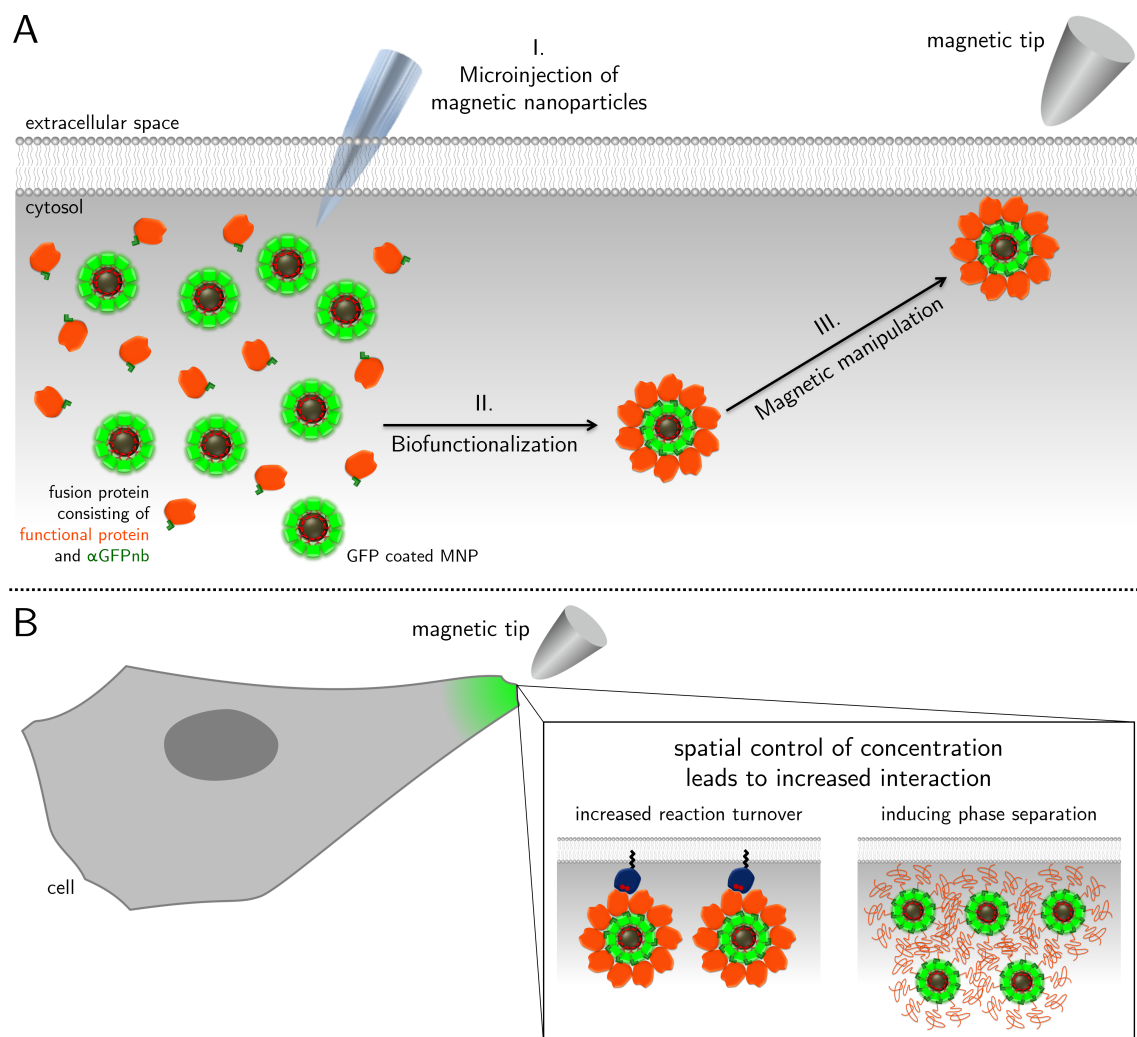 A
I.
Microinjection of
magnetic nanoparticles
magnetic tip
extracellular space
cytosol
II.
Biofunctionalization
III.
Magnetic manipulation
fusion protein
consisting of
functional protein
and αGFPnb
GFP coated MNP
B
magnetic tip
cell
spatial control of concentration
leads to increased interaction
increased reaction turnover
inducing phase separation